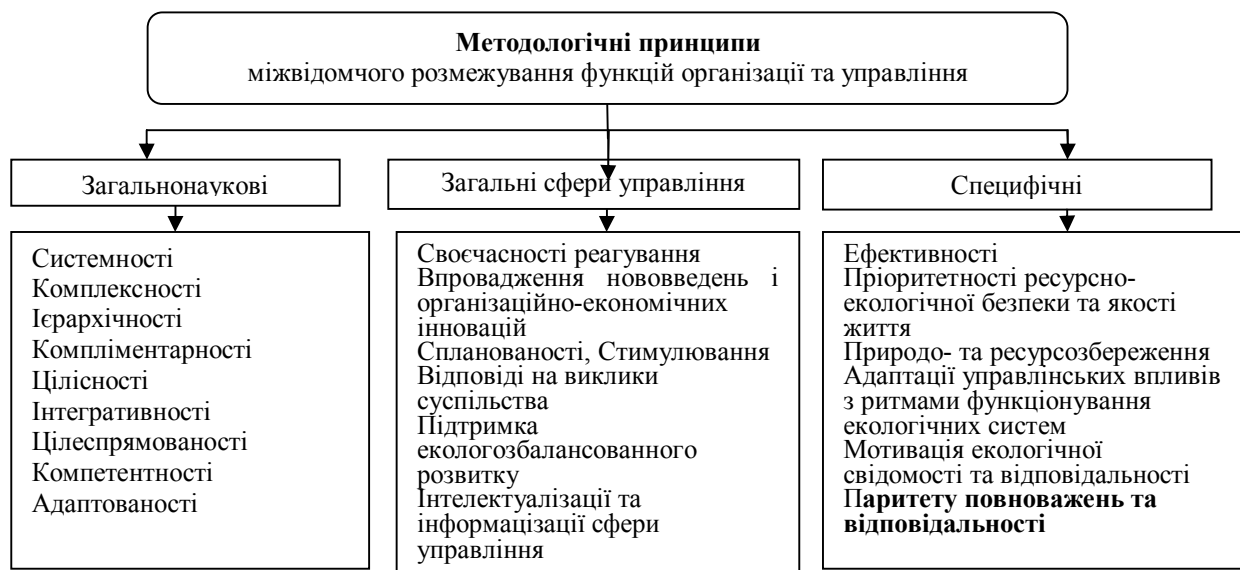 Методологічні принципи
міжвідомчого розмежування функцій організації та управління
Загальнонаукові
Загальні сфери управління
Специфічні
Системності
Комплексності
Ієрархічності
Компліментарності
Цілісності
Інтегративності
Цілеспрямованості
Компетентності
Адаптованості
Своєчасності реагування
Впровадження нововведень і
організаційно-економічних
інновацій
Спланованості, Стимулювання
Відповіді на виклики
суспільства
Підтримка
екологозбалансованного
розвитку
Інтелектуалізації та
інформацізації сфери
управління
Ефективності
Пріоритетності ресурсно-
екологічної безпеки та якості
життя
Природо- та ресурсозбереження
Адаптації управлінських впливів
з ритмами функціонування
екологічних систем
Мотивація екологічної
свідомості та відповідальності
Паритету повноважень та
відповідальності